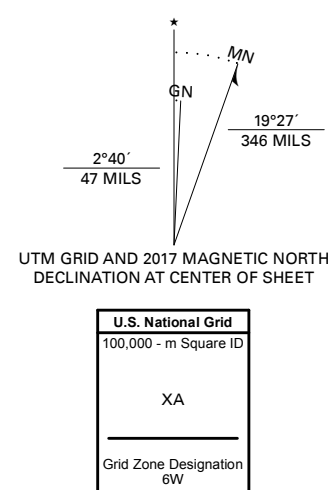 ★
MN
GN
19°27´
346 MILS
2°40´
47 MILS
UTM GRID AND 2017 MAGNETIC NORTH
DECLINATION AT CENTER OF SHEET
U.S. National Grid
100,000 - m Square ID
XA
Grid Zone Designation
6W